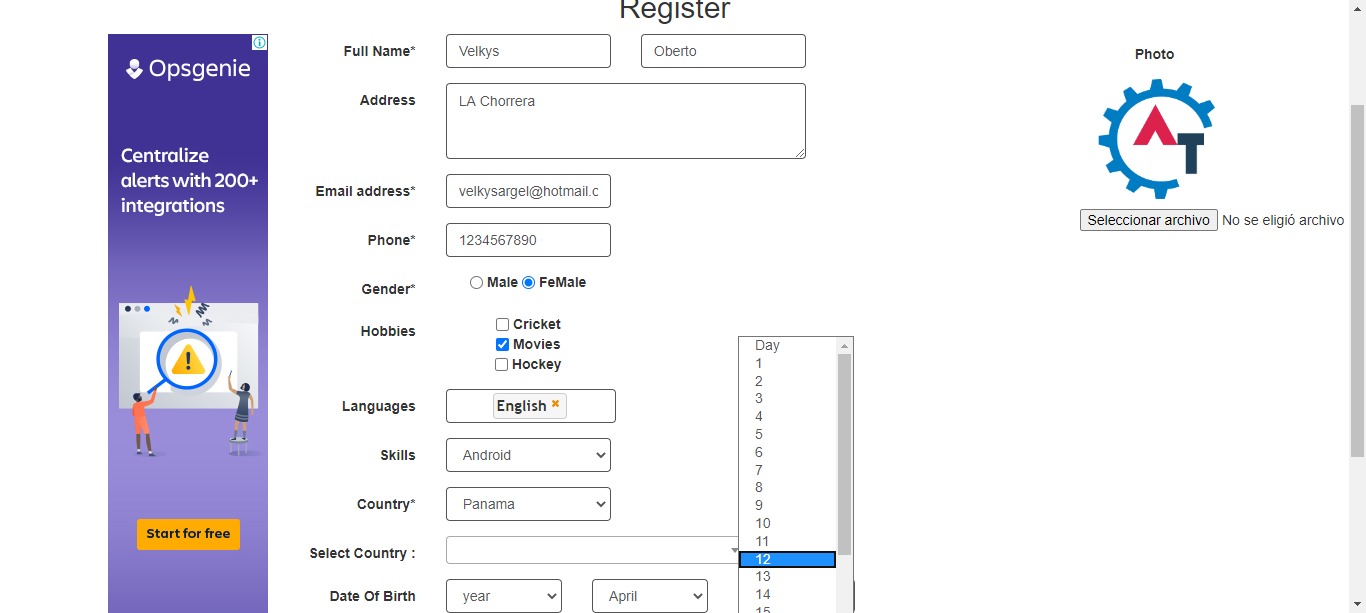 Register
Opsgenie
Centralize
alerts with 200+
integrations
Start for free
Full Name*
Velkys
Oberto
Address
LA Chorrera
Email address*
velkysargel@hotmail.c
Phone*
1234567890
Gender*
Male
FeMale
Hobbies
Cricket
Movies
Hockey
Languages
English
Skills
Android
Country*
Panama
Select Country :
Date Of Birth
year
April
Day
1
2
3
4
5
6
7
8
9
10
11
12
13
14
15
Photo
AT
Seleccionar archivo No se eligió archivo